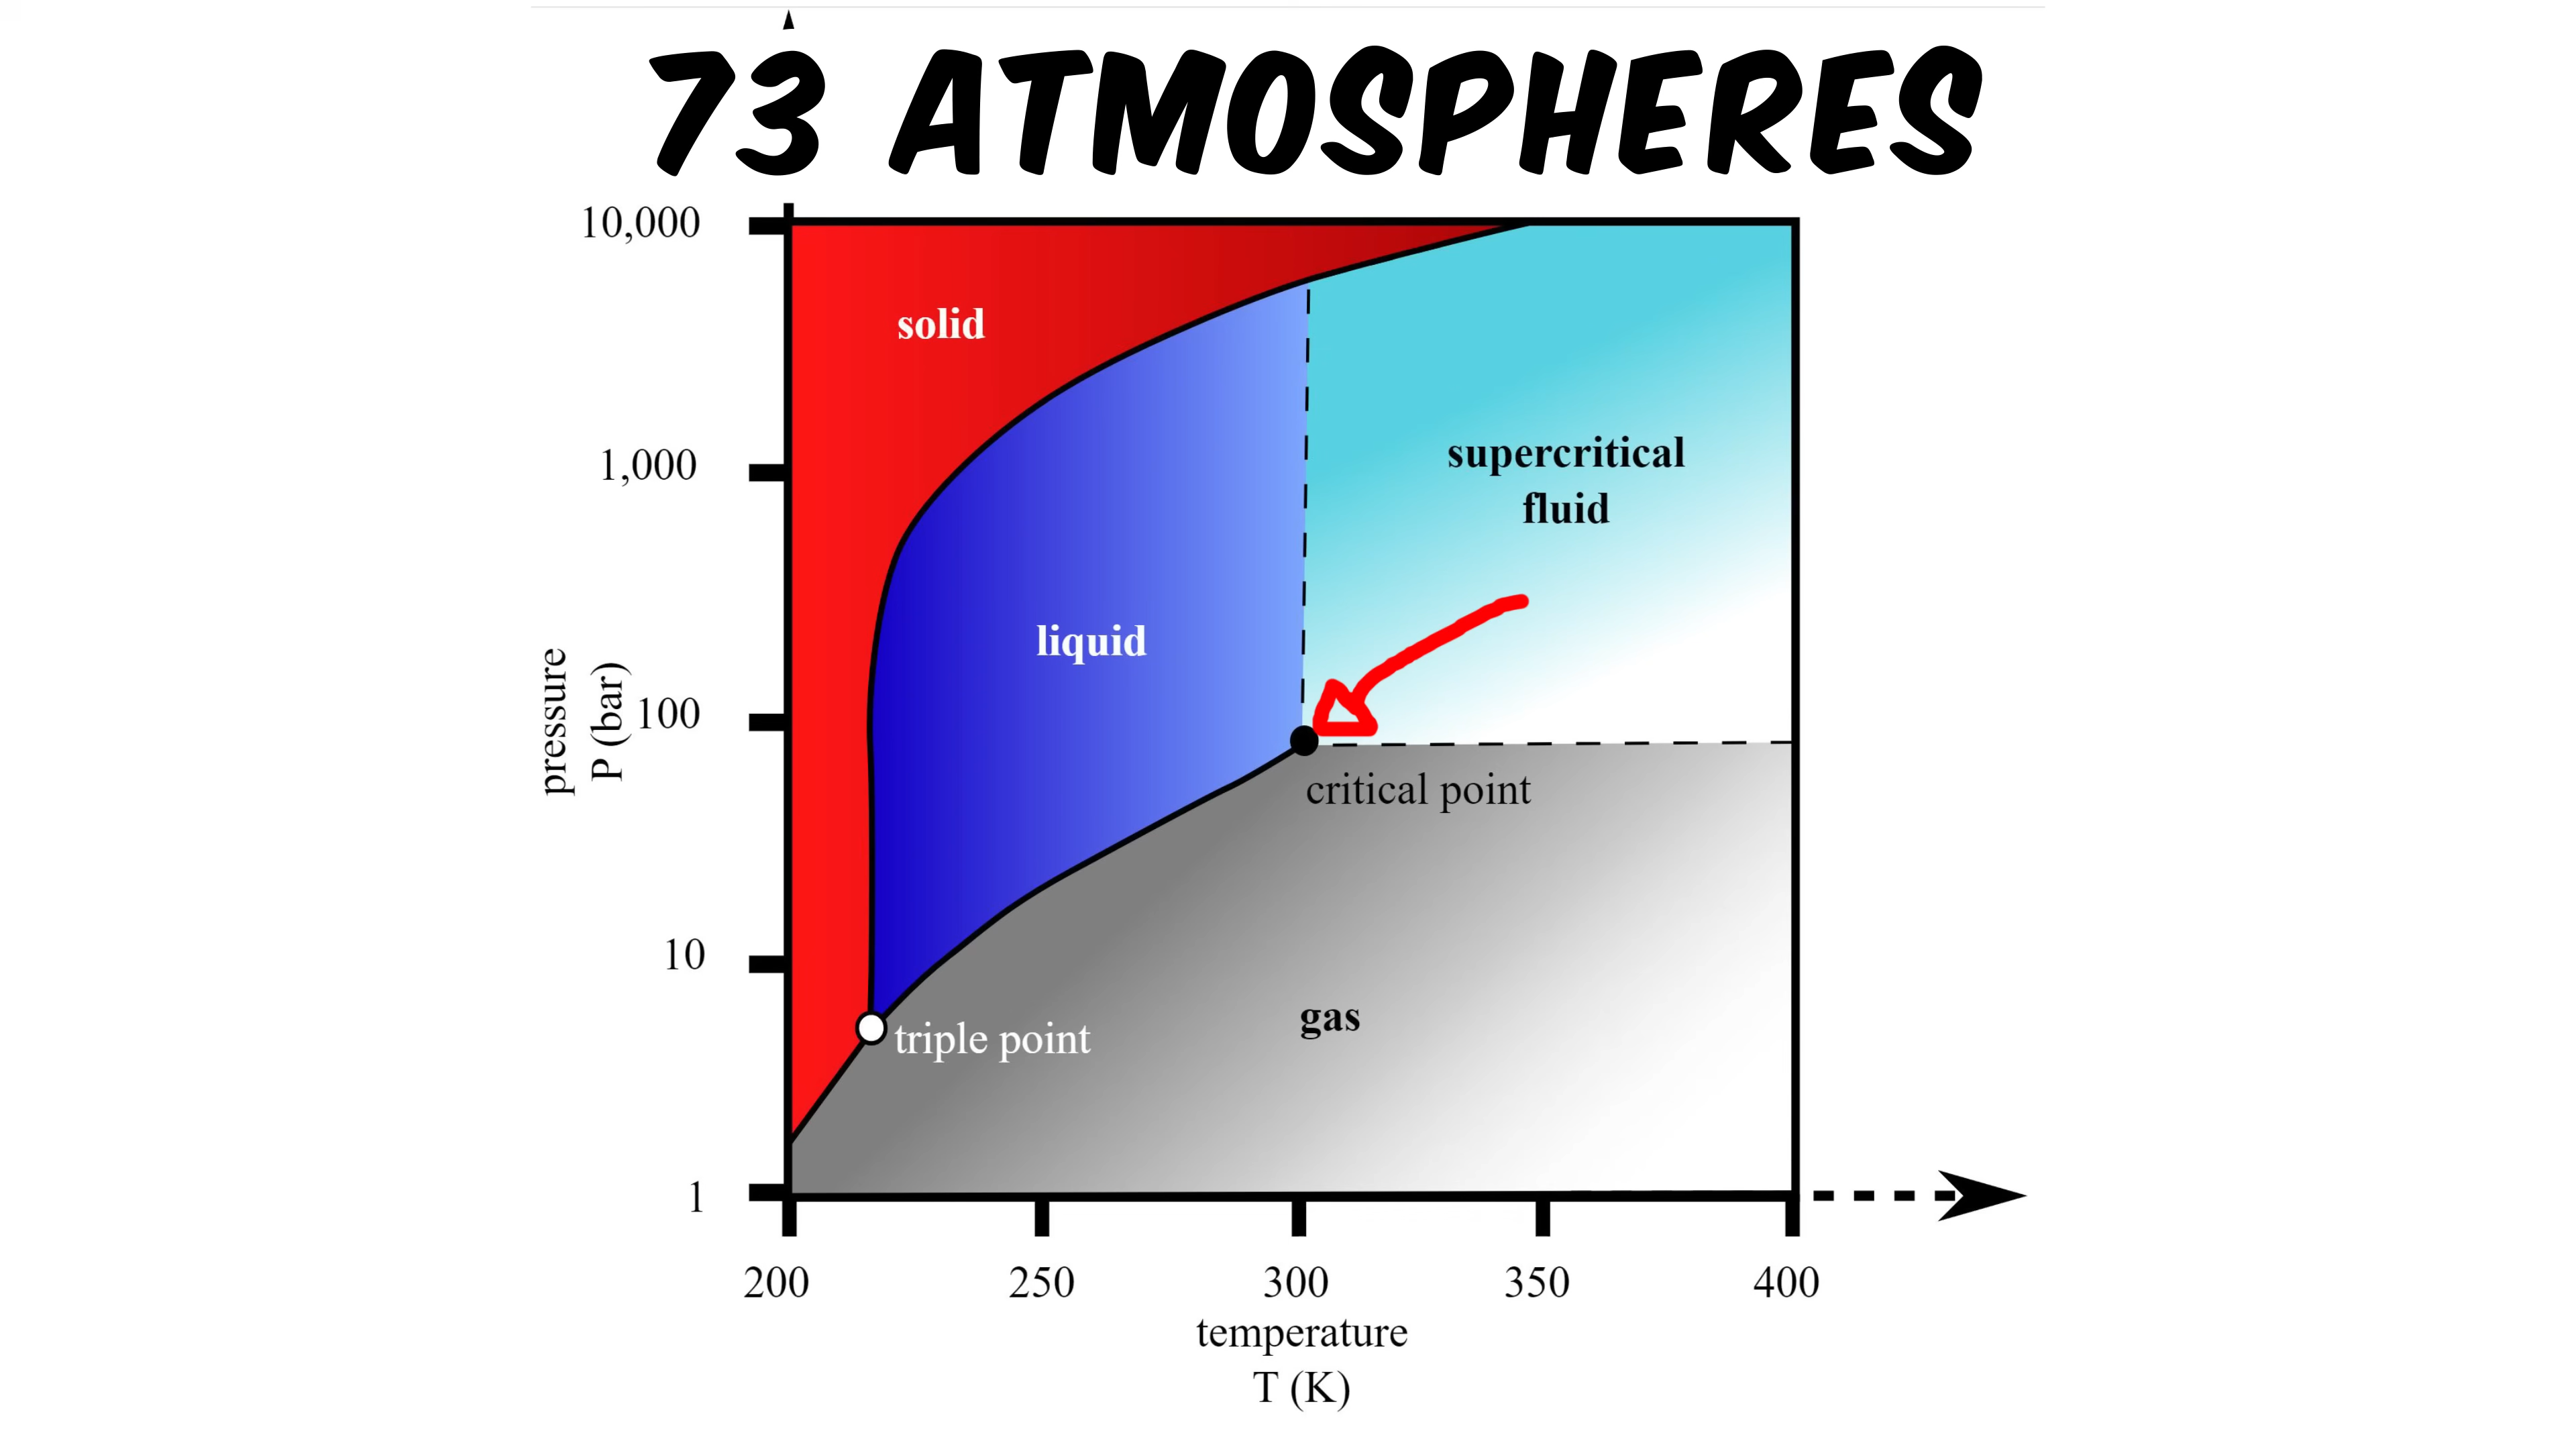 73 ATMOSPHERES
10,000
solid
supercritical
fluid
1,000
liquid
pressure
P (bar)
100
critical point
10
gas
triple point
1
200 250 300 350 400
temperature
T (K)